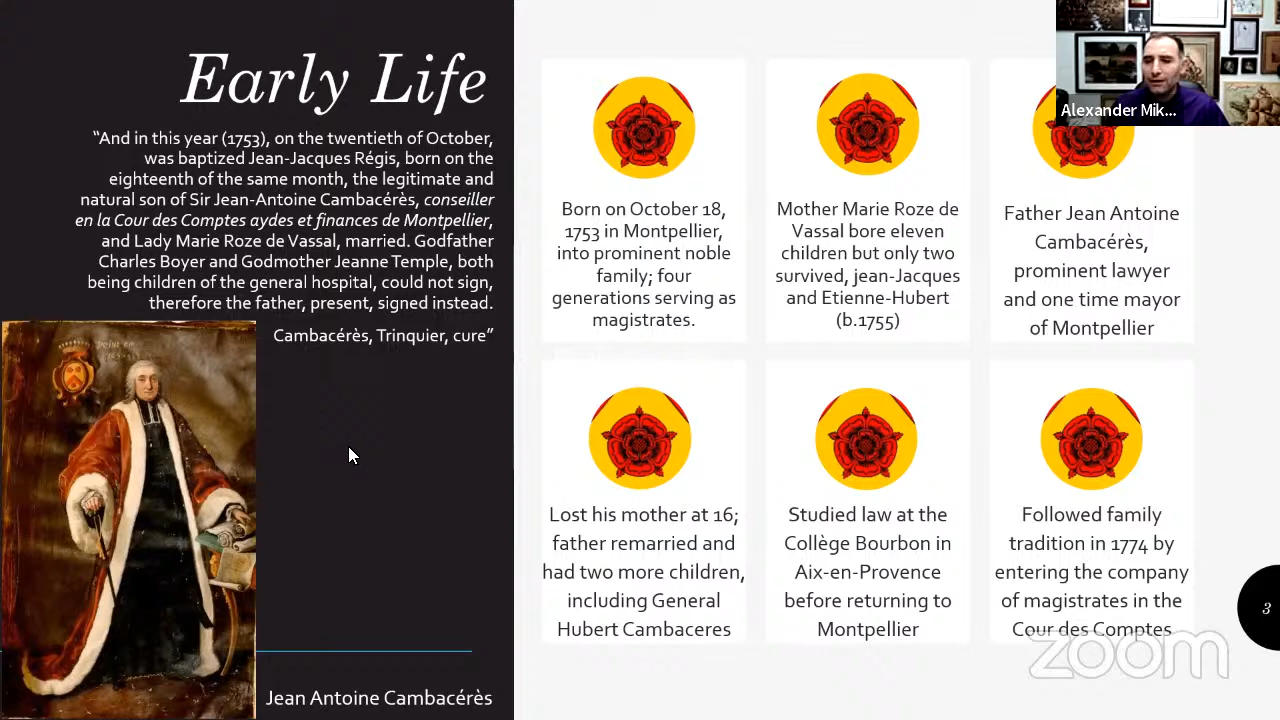 Early Life
“And in this year (1753), on the twentieth of October,
was baptized Jean-Jacques Régis, born on the
eighteenth of the same month, the legitimate and
natural son of Sir Jean-Antoine Cambacérès, conseiller
en la Cour des Comptes aydes et finances de Montpellier,
and Lady Marie Roze de Vassal, married. Godfather
Charles Boyer and Godmother Jeanne Temple, both
being children of the general hospital, could not sign,
therefore the father, present, signed instead.
Cambacérès, Trinquier, cure”
Jean Antoine Cambacérès
Born on October 18,
1753 in Montpellier,
into prominent noble
family; four
generations serving as
magistrates.
Mother Marie Roze de
Vassal bore eleven
children but only two
survived, jean-Jacques
and Etienne-Hubert
(b.1755)
Father Jean Antoine
Cambacérès,
prominent lawyer
and one time mayor
of Montpellier
Lost his mother at 16;
father remarried and
had two more children,
including General
Hubert Cambaceres
Studied law at the
Collège Bourbon in
Aix-en-Provence
before returning to
Montpellier
Followed family
tradition in 1774 by
entering the company
of magistrates in the
Cour des Comptes
Alexander Mik...
3
zoom